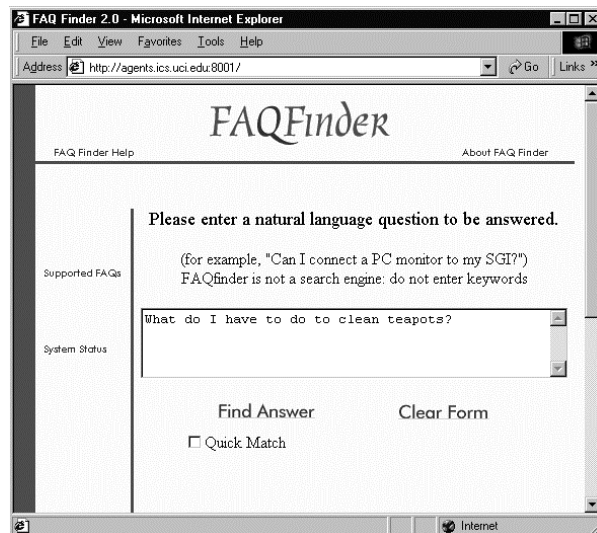 FAQ Finder 2.0 - Microsoft Internet Explorer
File Edit View Favorites Tools Help
Address http://agents.ics.uci.edu:8001/ Go Links »
FAQFinder
FAQ Finder Help About FAQ Finder
Please enter a natural language question to be answered.
(for example, "Can I connect a PC monitor to my SGI?")
Supported FAQs
FAQfinder is not a search engine: do not enter keywords
What do I have to do to clean teapots?
System Status
Find Answer Clear Form
Quick Match
Internet